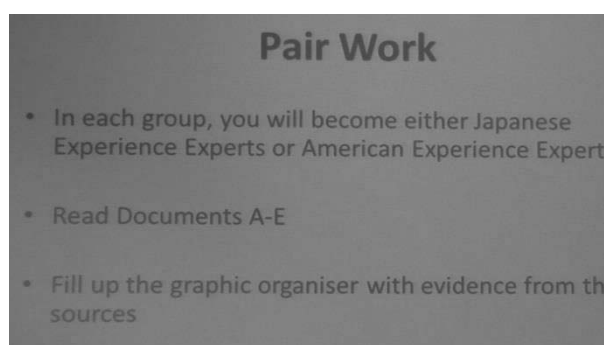 Pair Work
• In each group, you will become either Japanese
Experience Experts or American Experience Expert
• Read Documents A-E
• Fill up the graphic organiser with evidence from th
sources